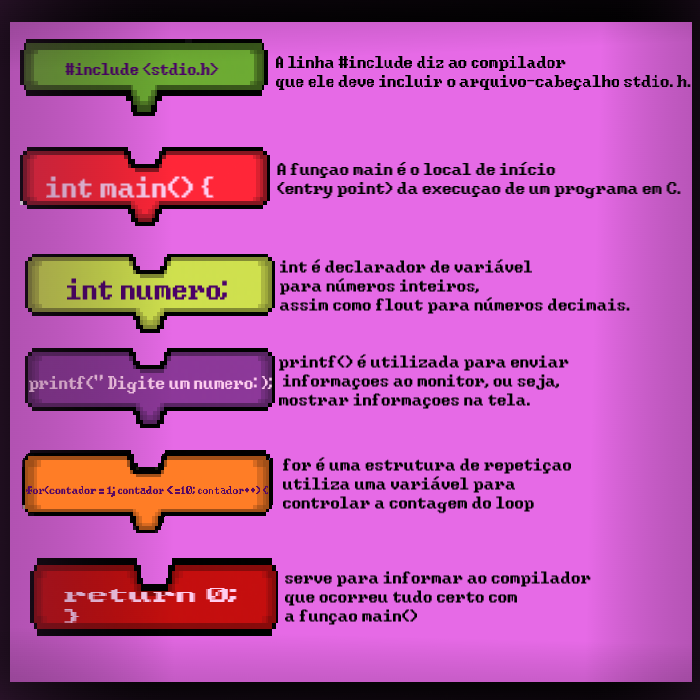 #include <stdio.h>
A linha #include diz ao compilador
que ele deve incluir o arquivo-cabeçalho stdio.h.
int main() {
A funçao main é o local de início
(entry point) da execuçao de um programa em C.
int numero;
int é declarador de variável
para números inteiros,
assim como flout para números decimais.
printf(" Digite um numero: );
printf() é utilizada para enviar
informaçoes ao monitor, ou seja,
mostrar informaçoes na tela.
for(contador = 1; contador <=10; contador++) {
for é uma estrutura de repetiçao
utiliza uma variável para
controlar a contagem do loop
return 0;
}
serve para informar ao compilador
que ocorreu tudo certo com
a funçao main()